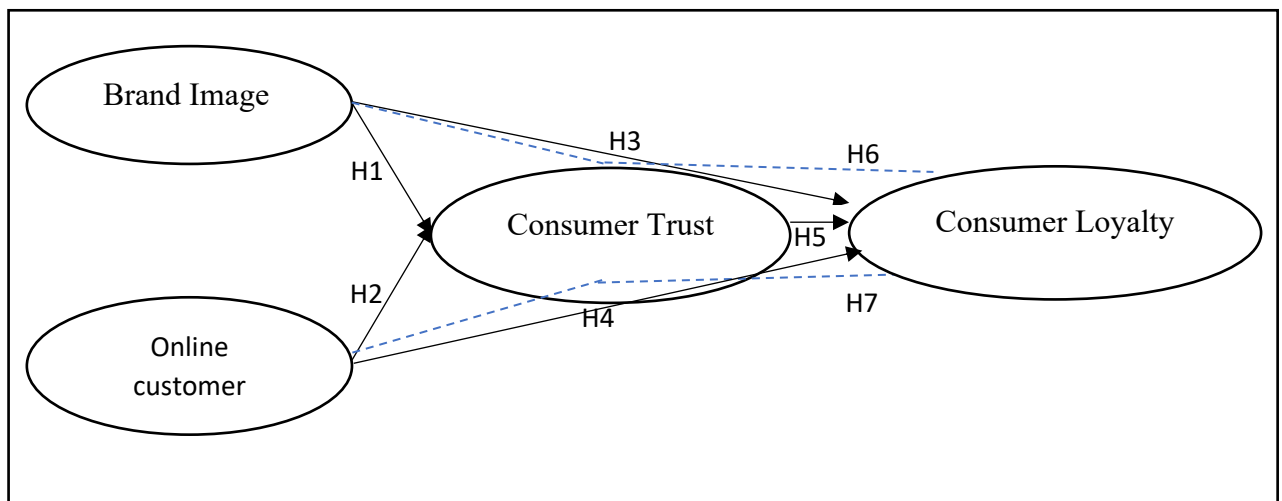 Brand Image
H3
H6
H1
Consumer Trust
Consumer Loyalty
H5
H2
H4
H7
Online
customer